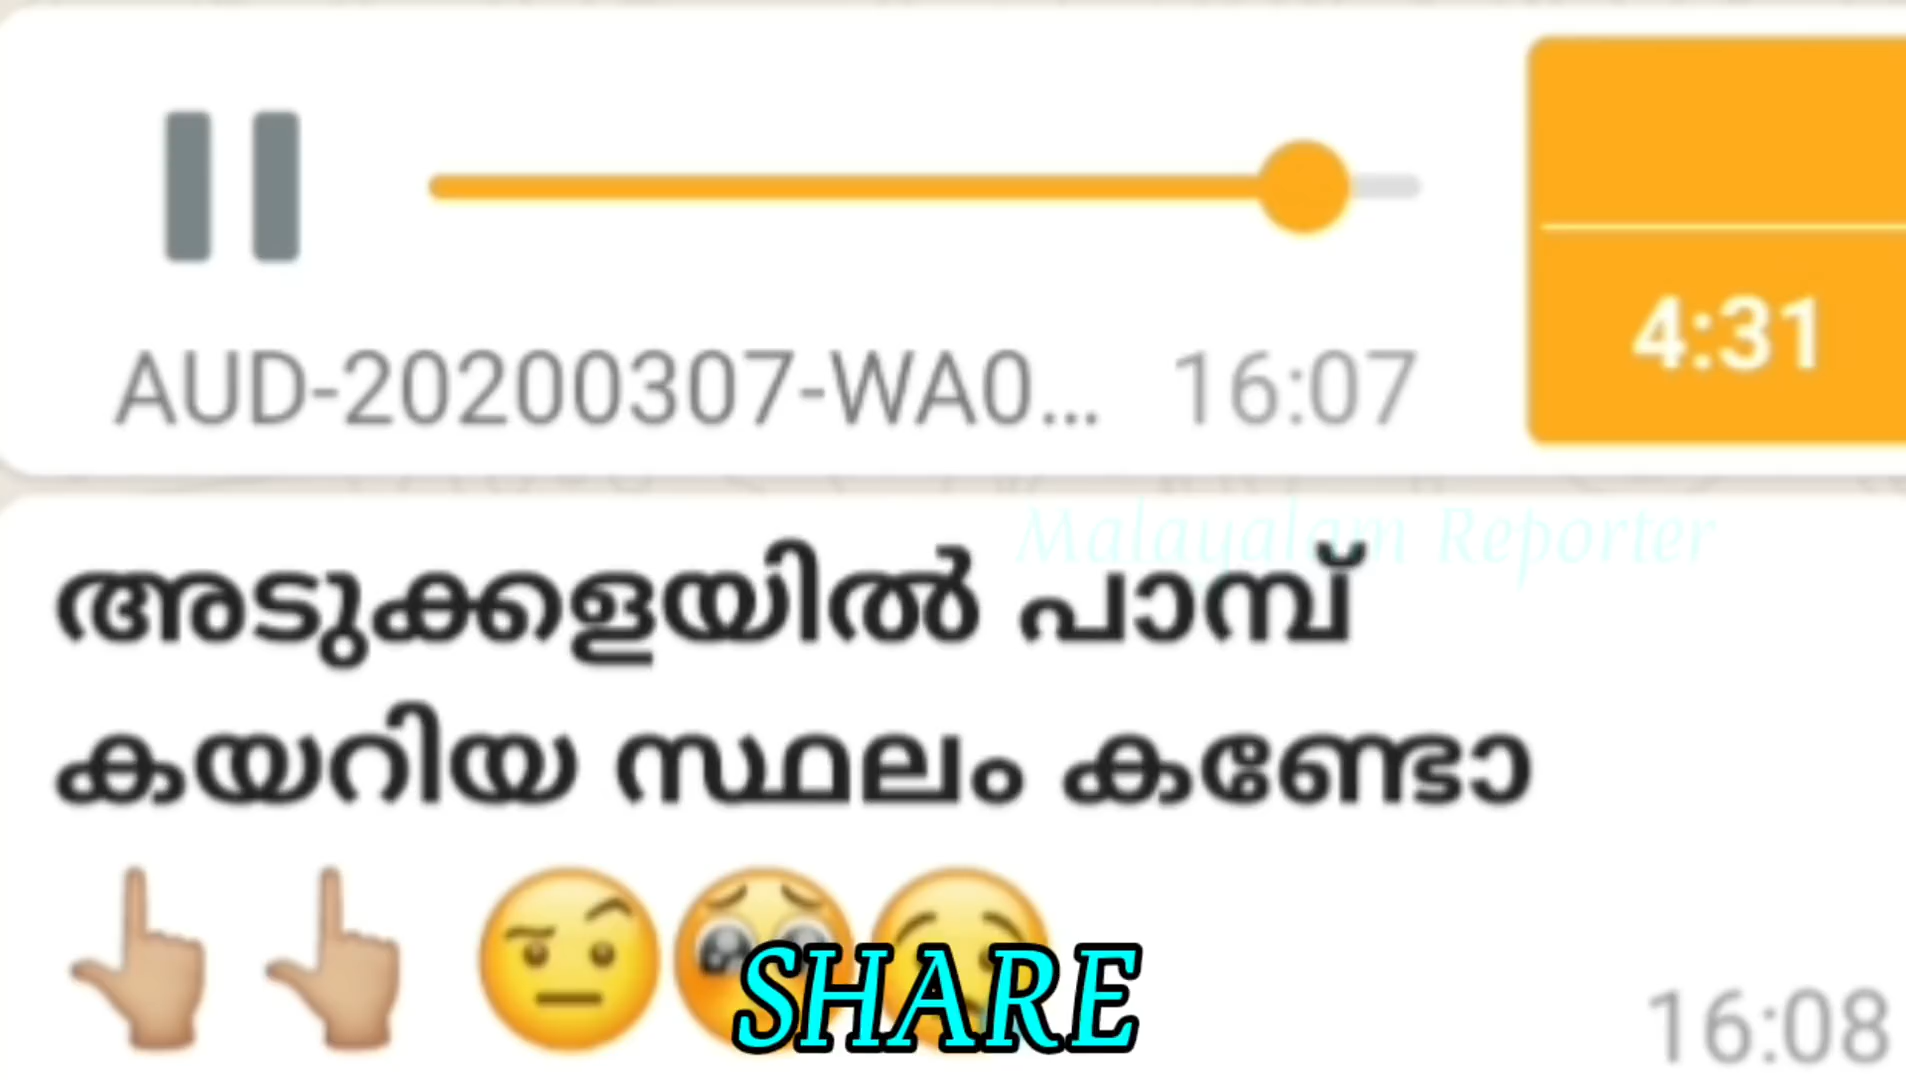 4:31
AUD-20200307-WA0... 16:07
Malayalam Reporter
അടുക്കളയിൽ പാമ്പ്
കയറിയ സ്ഥലം കണ്ടോ
👆🏼 👆🏼 🤨🥺😢
SHARE
16:08